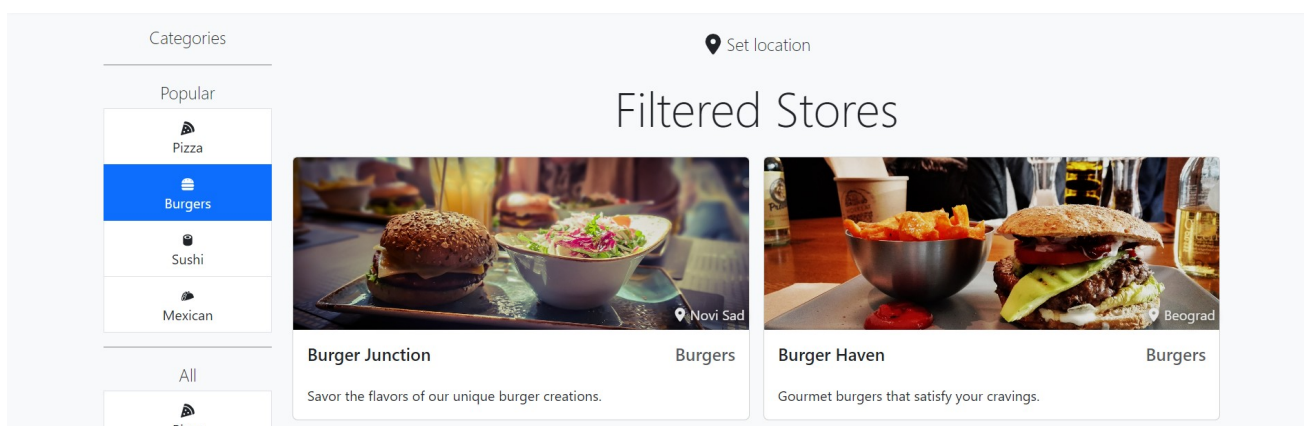 Categories
Popular
Pizza
Burgers
Sushi
Mexican
All
Set location
Filtered Stores
Novi Sad
Burger Junction Burgers
Savor the flavors of our unique burger creations.
Beograd
Burger Haven Burgers
Gourmet burgers that satisfy your cravings.